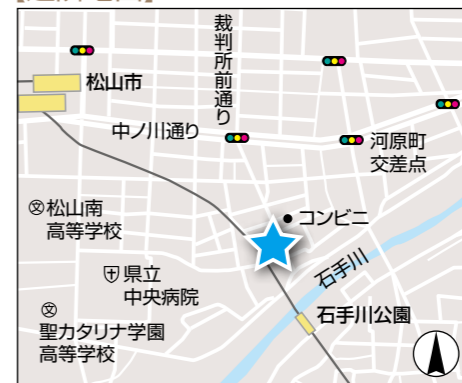 裁判所前通り
松山市
中ノ川通り
河原町
交差点
松山南
高等学校
コンビニ
県立
中央病院
石手川
石手川公園
聖カタリナ学園
高等学校